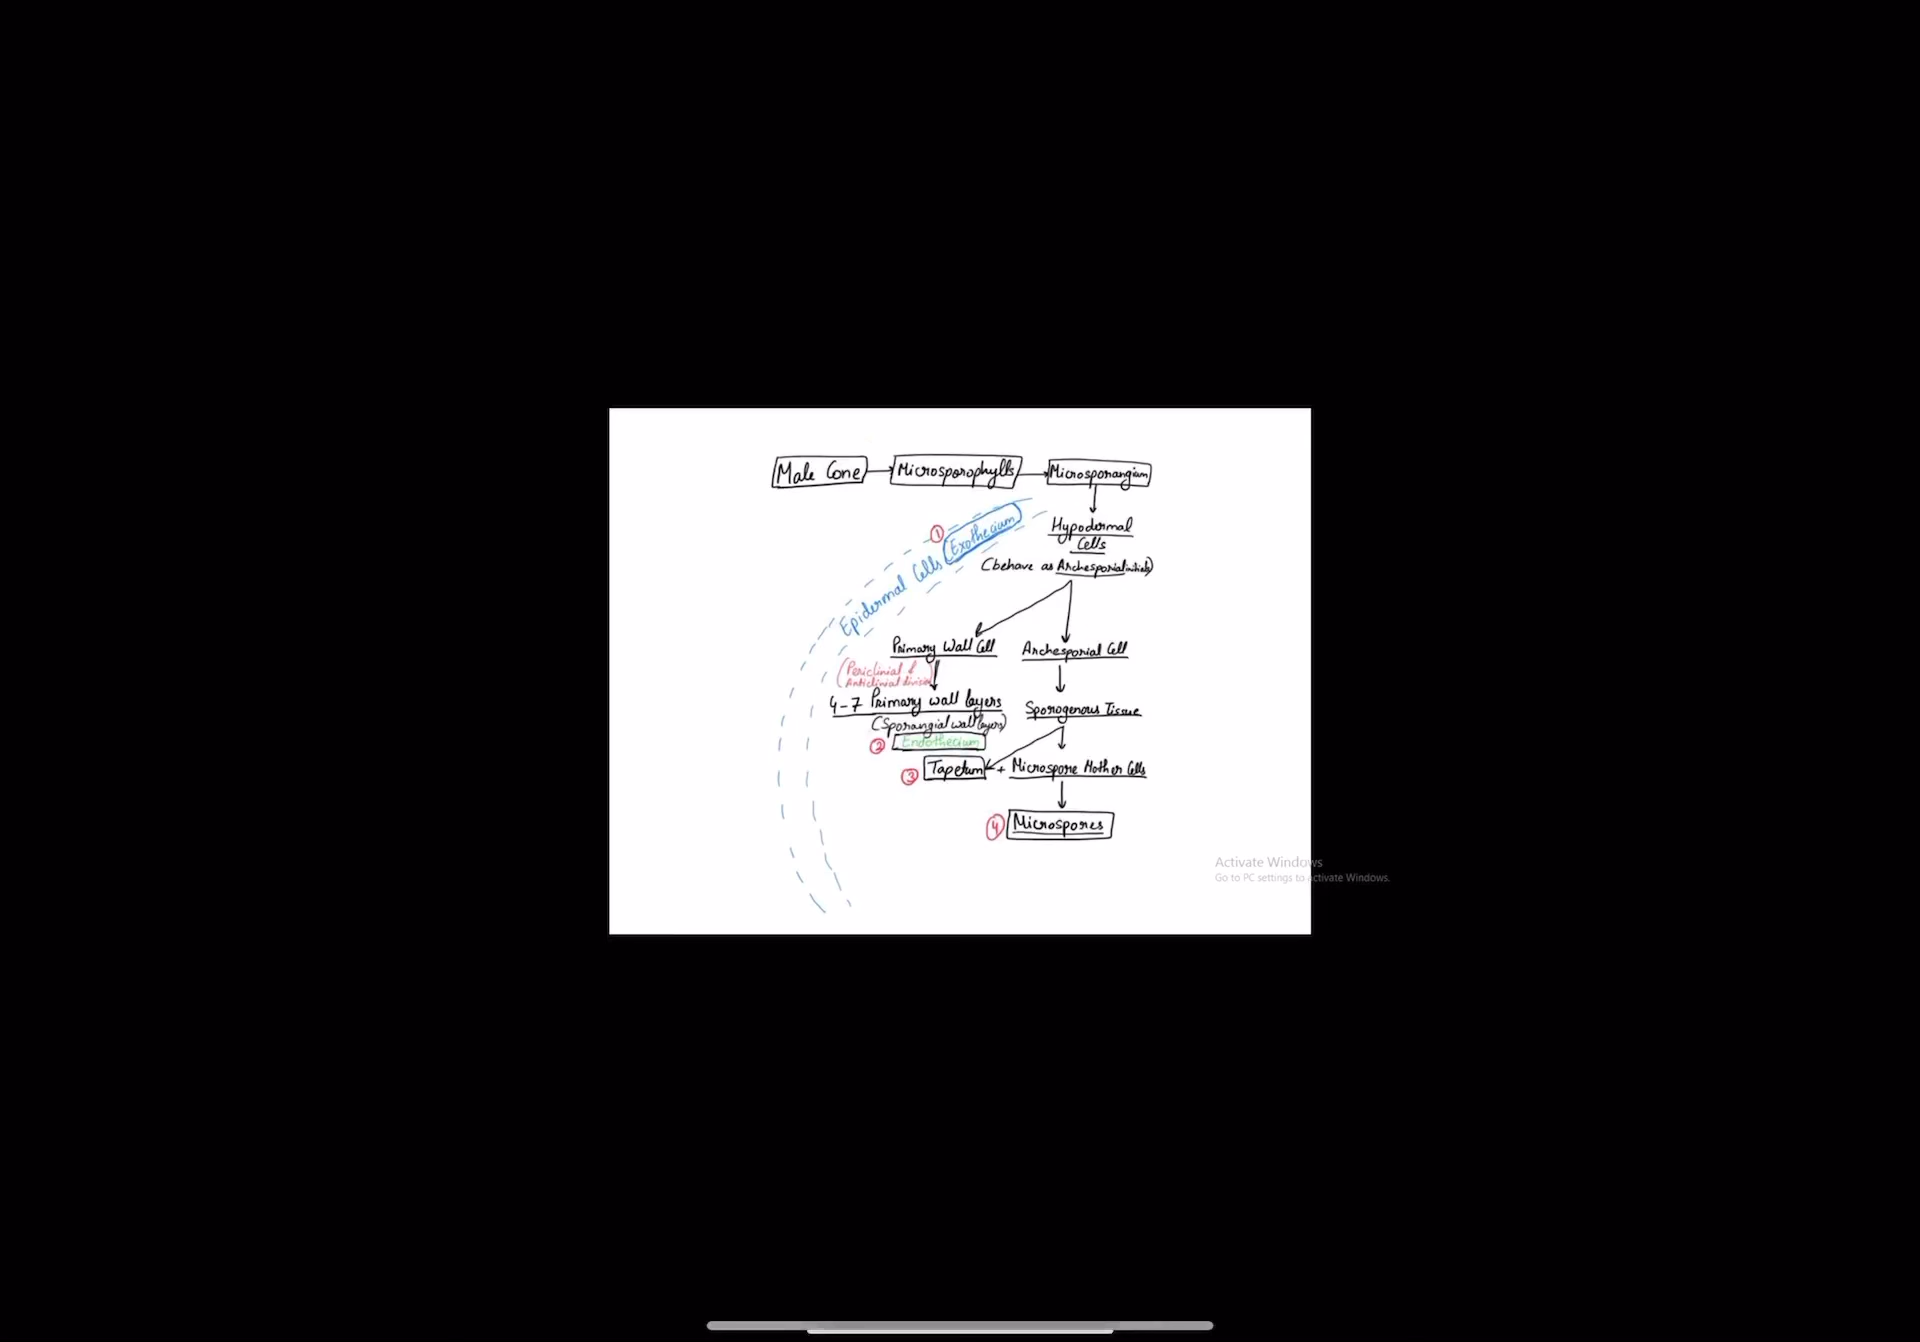 Male Cone
Microsporophylls
Microsporangium
Hypodermal
Cells
(behave as Archesporial initials)
① Exothecium
Epidermal Cells
Primary Wall Cell
Archesporial Cell
(Periclinial &
Anticlinial division)
4-7 Primary wall layers
(Sporangial wall layers)
Sporogenous Tissue
② Endothecium
③ Tapetum + Microspore Mother Cells
④ Microspores
Activate Windows
Go to PC settings to activate Windows.